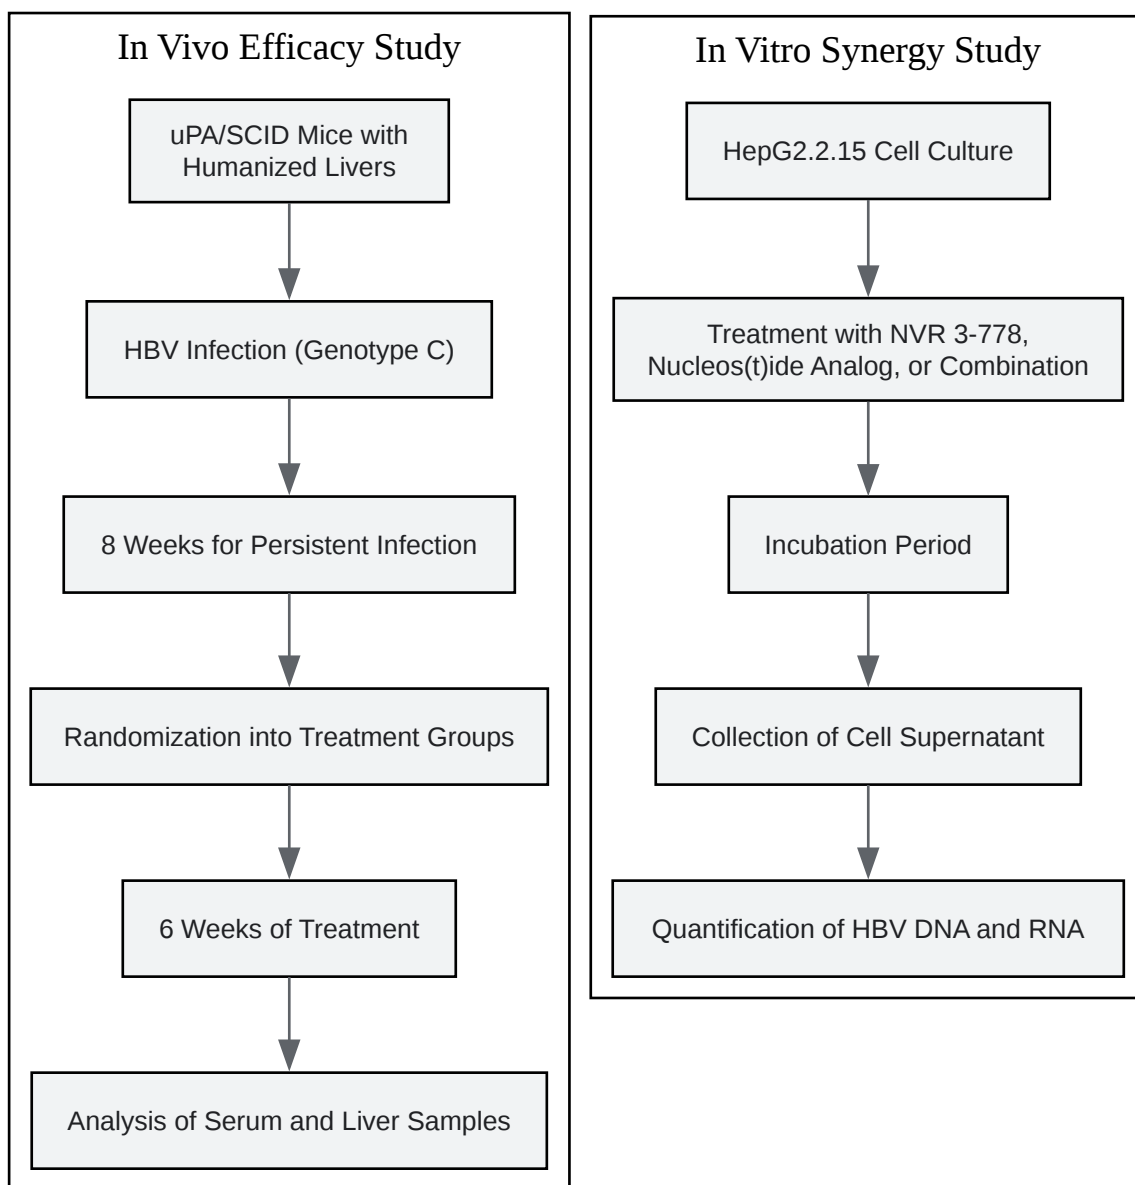 In Vivo Efficacy Study
uPA/SCID Mice with
Humanized Livers
HBV Infection (Genotype C)
8 Weeks for Persistent Infection
Randomization into Treatment Groups
6 Weeks of Treatment
Analysis of Serum and Liver Samples
In Vitro Synergy Study
HepG2.2.15 Cell Culture
Treatment with NVR 3-778,
Nucleos(t)ide Analog, or Combination
Incubation Period
Collection of Cell Supernatant
Quantification of HBV DNA and RNA